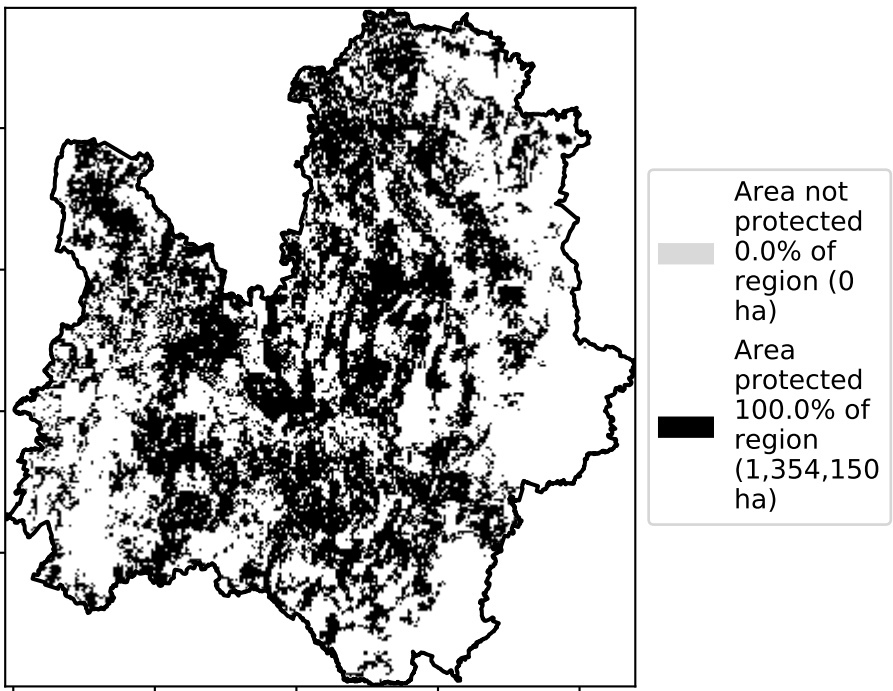 Area not
protected
0.0% of
region (0
ha)
Area
protected
100.0% of
region
(1,354,150
ha)